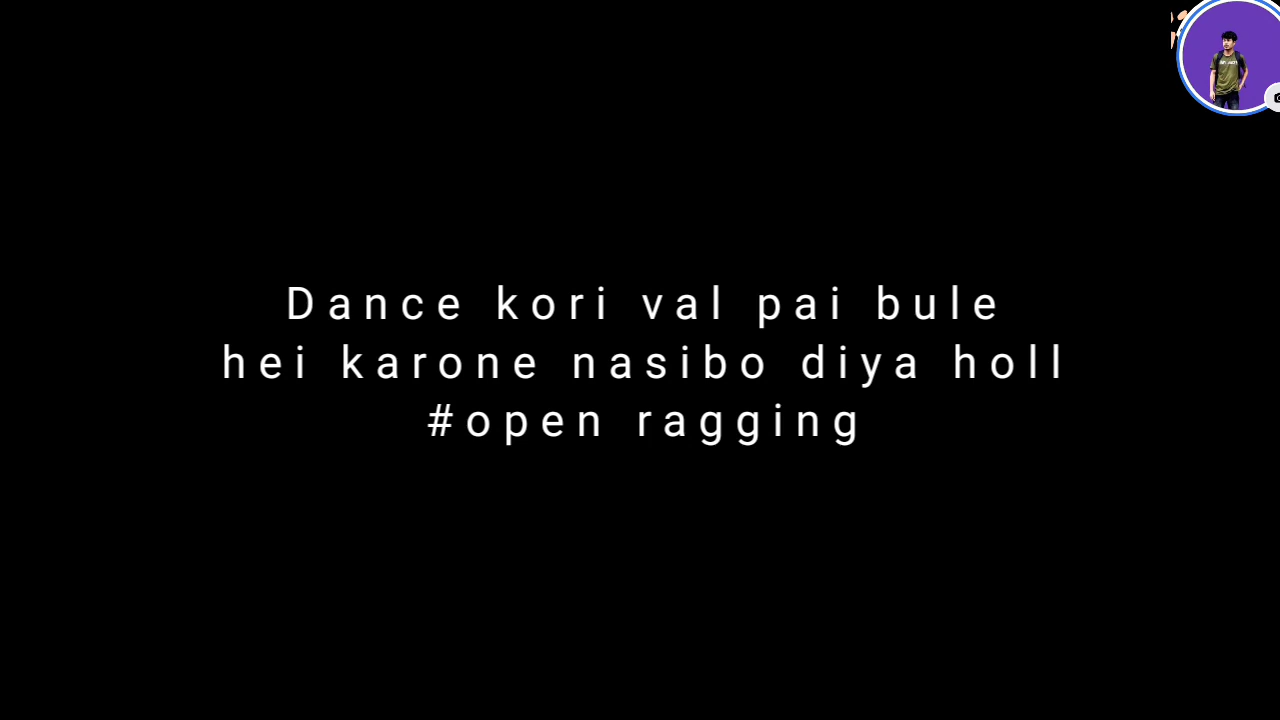 Dance kori val pai bule
hei karone nasibo diya holl
#open ragging